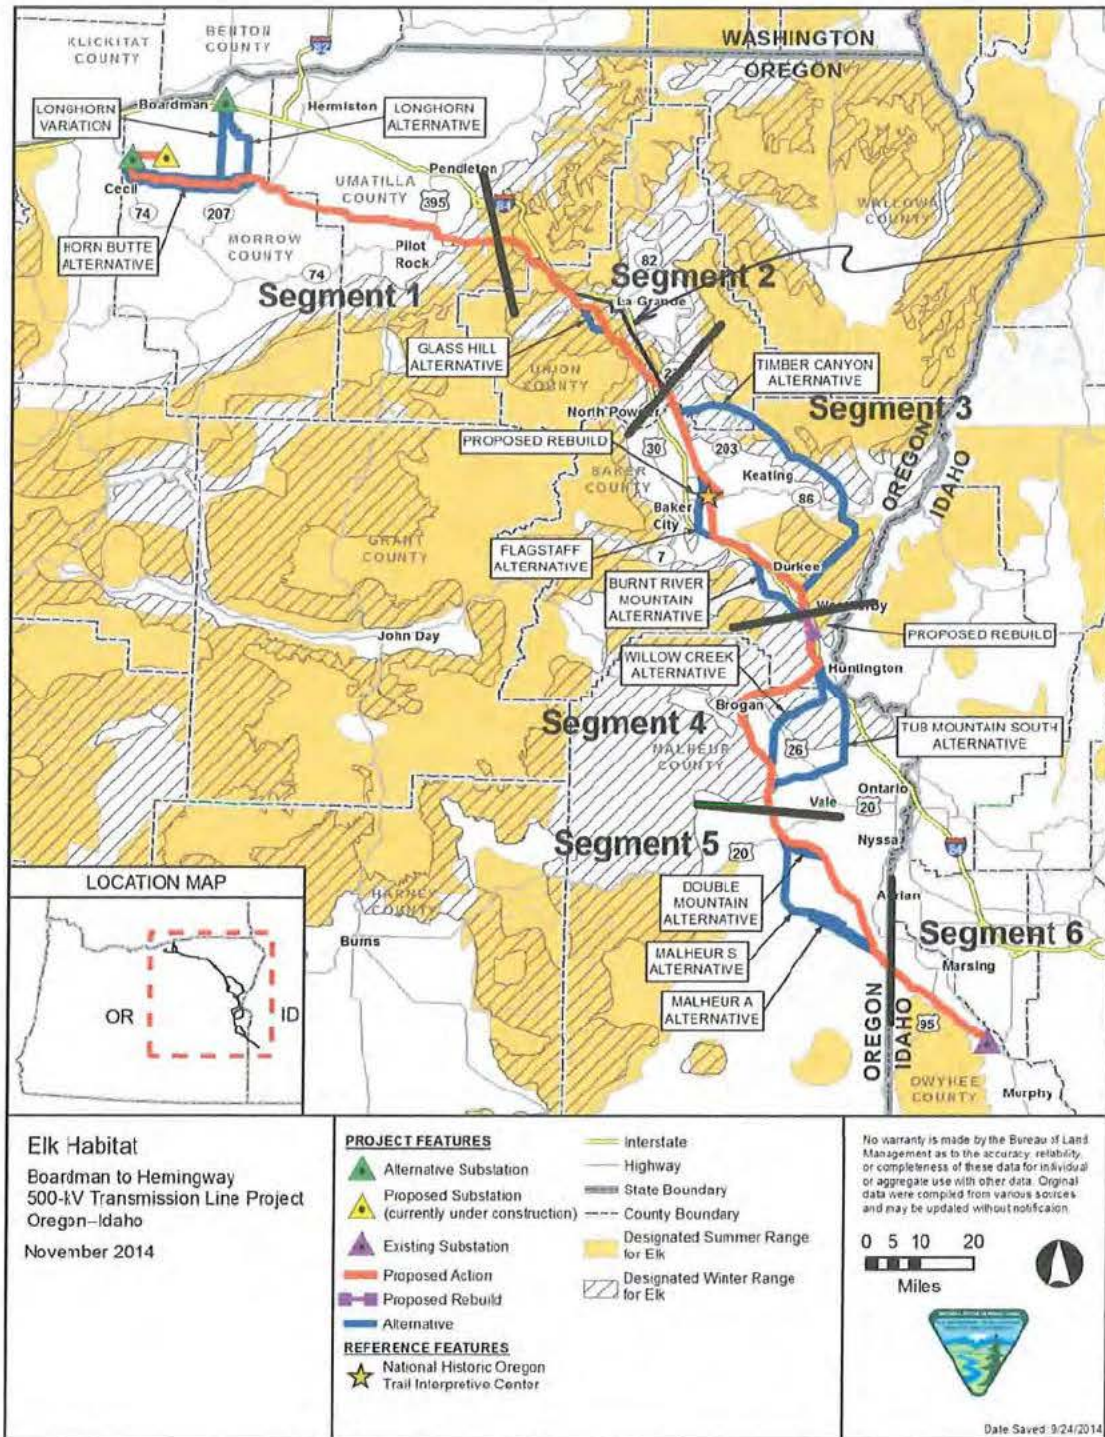 WASHINGTON
OREGON
KLICKITAT
COUNTY
BENTON
COUNTY
82
Boardman
Hermiston
LONGHORN
VARIATION
LONGHORN
ALTERNATIVE
Cecil
74
207
HORN BUTTE
ALTERNATIVE
MORROW
COUNTY
74
UMATILLA
COUNTY
395
Pendleton
84
Pilot
Rock
Segment 1
WALLOWA
COUNTY
82
Segment 2
La Grande
GLASS HILL
ALTERNATIVE
UNION
COUNTY
TIMBER CANYON
ALTERNATIVE
North Powder
Segment 3
PROPOSED REBUILD
30
203
BAKER
COUNTY
Keating
86
OREGON
IDAHO
Baker
City
GRANT
COUNTY
FLAGSTAFF
ALTERNATIVE
7
Durkee
BURNT RIVER
MOUNTAIN
ALTERNATIVE
John Day
PROPOSED REBUILD
WILLOW CREEK
ALTERNATIVE
Huntington
Brogan
Segment 4
MALHEUR
COUNTY
26
TUB MOUNTAIN SOUTH
ALTERNATIVE
Ontario
Vale
20
Segment 5
20
Nyssa
84
DOUBLE
MOUNTAIN
ALTERNATIVE
Adrian
HARNEY
COUNTY
Burns
Segment 6
MALHEUR S
ALTERNATIVE
Marsing
MALHEUR A
ALTERNATIVE
OREGON
IDAHO
95
OWYHEE
COUNTY
Murphy
LOCATION MAP
OR
ID
Elk Habitat
Boardman to Hemingway
500-kV Transmission Line Project
Oregon–Idaho
November 2014
PROJECT FEATURES
Alternative Substation
Proposed Substation
(currently under construction)
Existing Substation
Proposed Action
Proposed Rebuild
Alternative
REFERENCE FEATURES
National Historic Oregon
Trail Interpretive Center
Interstate
Highway
State Boundary
County Boundary
Designated Summer Range
for Elk
Designated Winter Range
for Elk
No warranty is made by the Bureau of Land
Management as to the accuracy, reliability,
or completeness of these data for individual
or aggregate use with other data. Original
data were compiled from various sources
and may be updated without notification.
0 5 10 20
Miles
Date Saved: 9/24/2014